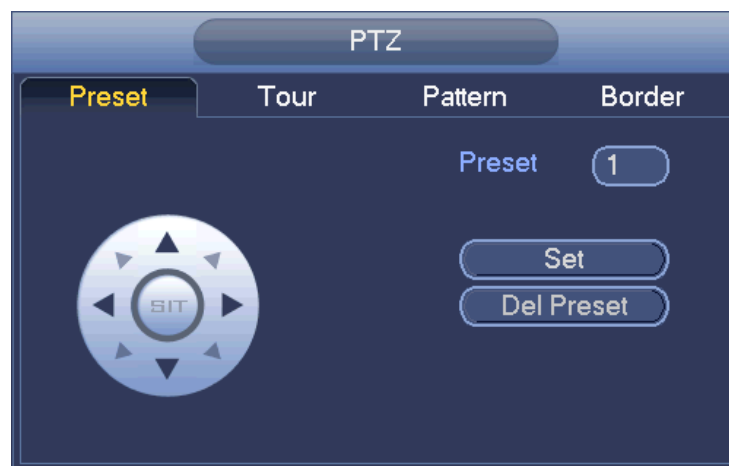 PTZ
Preset Tour Pattern Border
Preset 1
Set
SIT
Del Preset